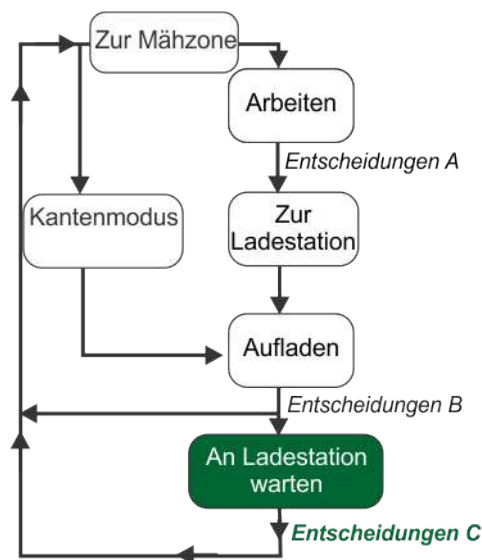 Zur Mähzone
Arbeiten
Entscheidungen A
Kantenmodus
Zur
Ladestation
Aufladen
Entscheidungen B
An Ladestation
warten
Entscheidungen C